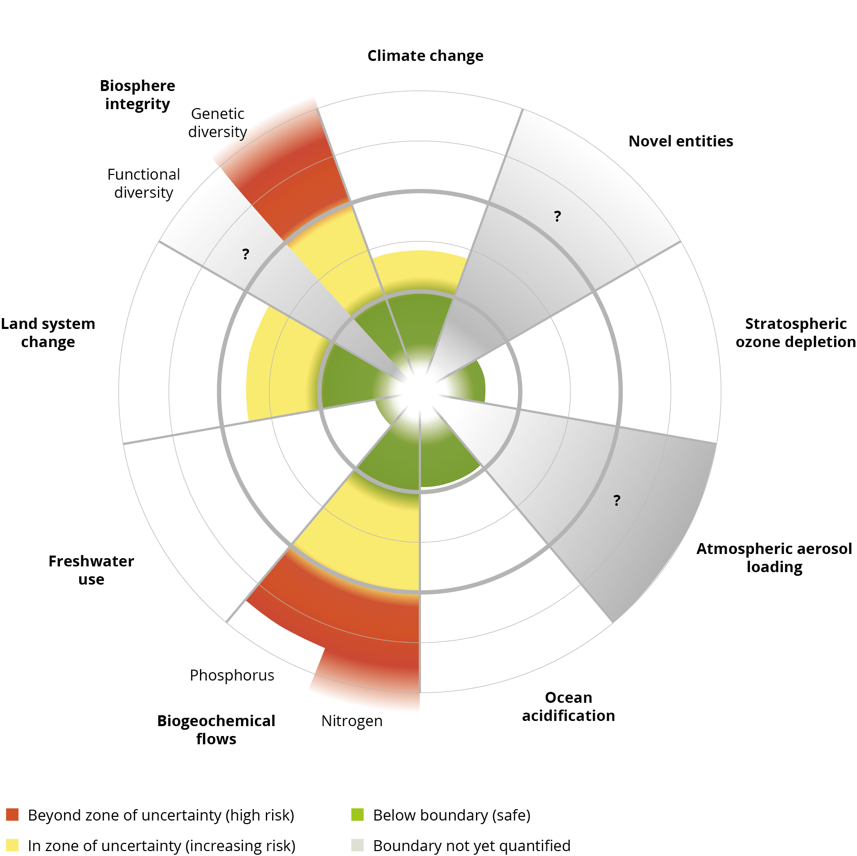 Climate change
Biosphere
integrity
Genetic
diversity
Functional
diversity
Novel entities
?
?
Land system
change
Stratospheric
ozone depletion
?
Freshwater
use
Atmospheric aerosol
loading
Phosphorus
Biogeochemical
flows
Nitrogen
Ocean
acidification
Beyond zone of uncertainty (high risk)
In zone of uncertainty (increasing risk)
Below boundary (safe)
Boundary not yet quantified